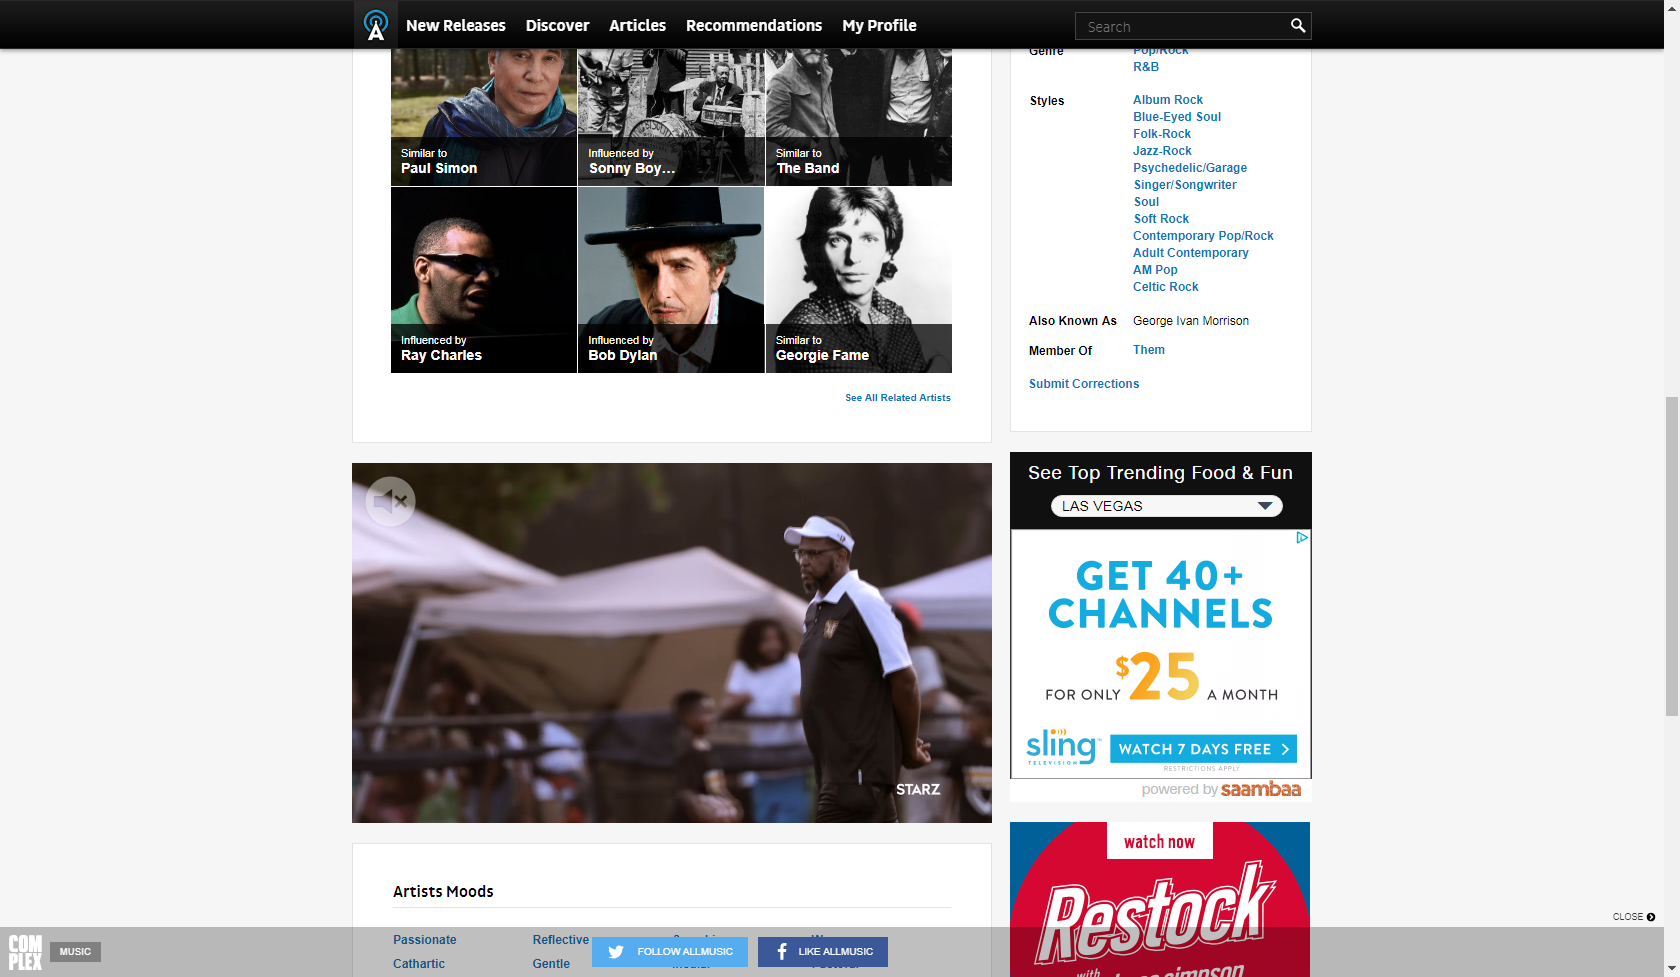 New Releases
Discover
Articles
Recommendations
My Profile
Search
Similar to
Paul Simon
Influenced by
Sonny Boy...
Similar to
The Band
Influenced by
Ray Charles
Influenced by
Bob Dylan
Similar to
Georgie Fame
See All Related Artists
Genre
Pop/Rock
R&B
Styles
Album Rock
Blue-Eyed Soul
Folk-Rock
Jazz-Rock
Psychedelic/Garage
Singer/Songwriter
Soul
Soft Rock
Contemporary Pop/Rock
Adult Contemporary
AM Pop
Celtic Rock
Also Known As
George Ivan Morrison
Member Of
Them
Submit Corrections
STARZ
See Top Trending Food & Fun
LAS VEGAS
GET 40+
CHANNELS
FOR ONLY $25 A MONTH
sling
TELEVISION
WATCH 7 DAYS FREE
RESTRICTIONS APPLY
powered by saambaa
watch now
Restock
with
simpson
Artists Moods
Passionate
Reflective
Cathartic
Gentle
COMPLEX
MUSIC
FOLLOW ALLMUSIC
LIKE ALLMUSIC
CLOSE